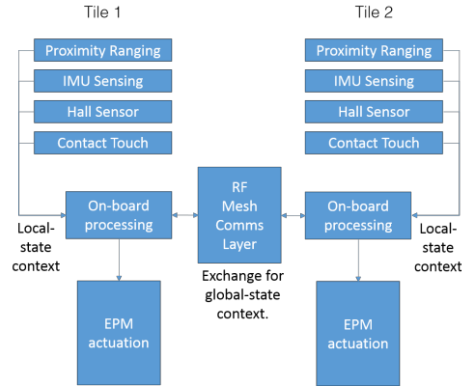 Tile 1
Tile 2
Proximity Ranging
IMU Sensing
Hall Sensor
Contact Touch
Proximity Ranging
IMU Sensing
Hall Sensor
Contact Touch
On-board
processing
RF
Mesh
Comms
Layer
On-board
processing
Local-
state
context
Exchange for
global-state
context.
Local-
state
context
EPM
actuation
EPM
actuation